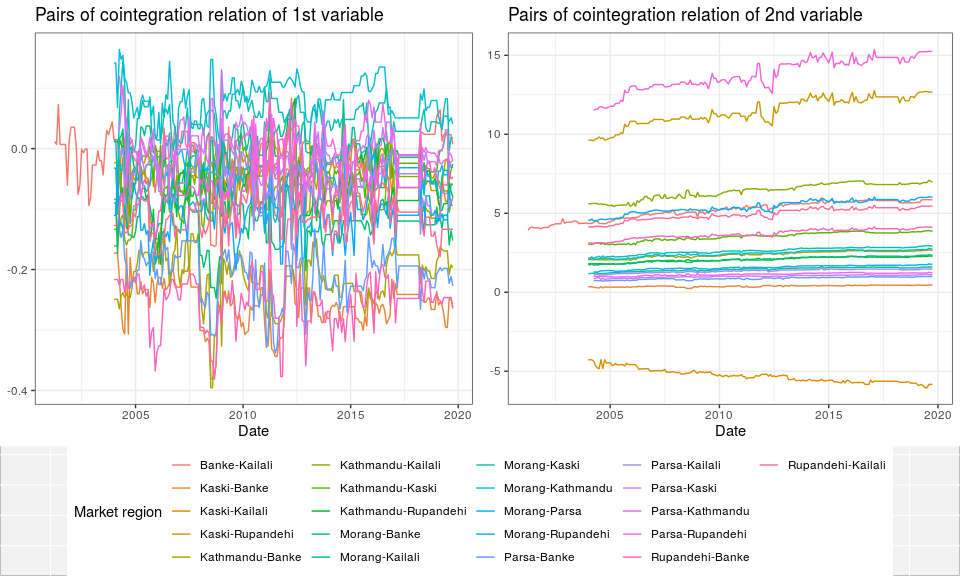 Pairs of cointegration relation of 1st variable
Pairs of cointegration relation of 2nd variable
0.0
-0.2
-0.4
2005
2010
2015
2020
Date
15
10
5
0
-5
2005
2010
2015
2020
Date
Market region
Banke-Kailali
Kaski-Banke
Kaski-Kailali
Kaski-Rupandehi
Kathmandu-Banke
Kathmandu-Kailali
Kathmandu-Kaski
Kathmandu-Rupandehi
Morang-Banke
Morang-Kailali
Morang-Kaski
Morang-Kathmandu
Morang-Parsa
Morang-Rupandehi
Parsa-Banke
Parsa-Kailali
Parsa-Kaski
Parsa-Kathmandu
Parsa-Rupandehi
Rupandehi-Banke
Rupandehi-Kailali